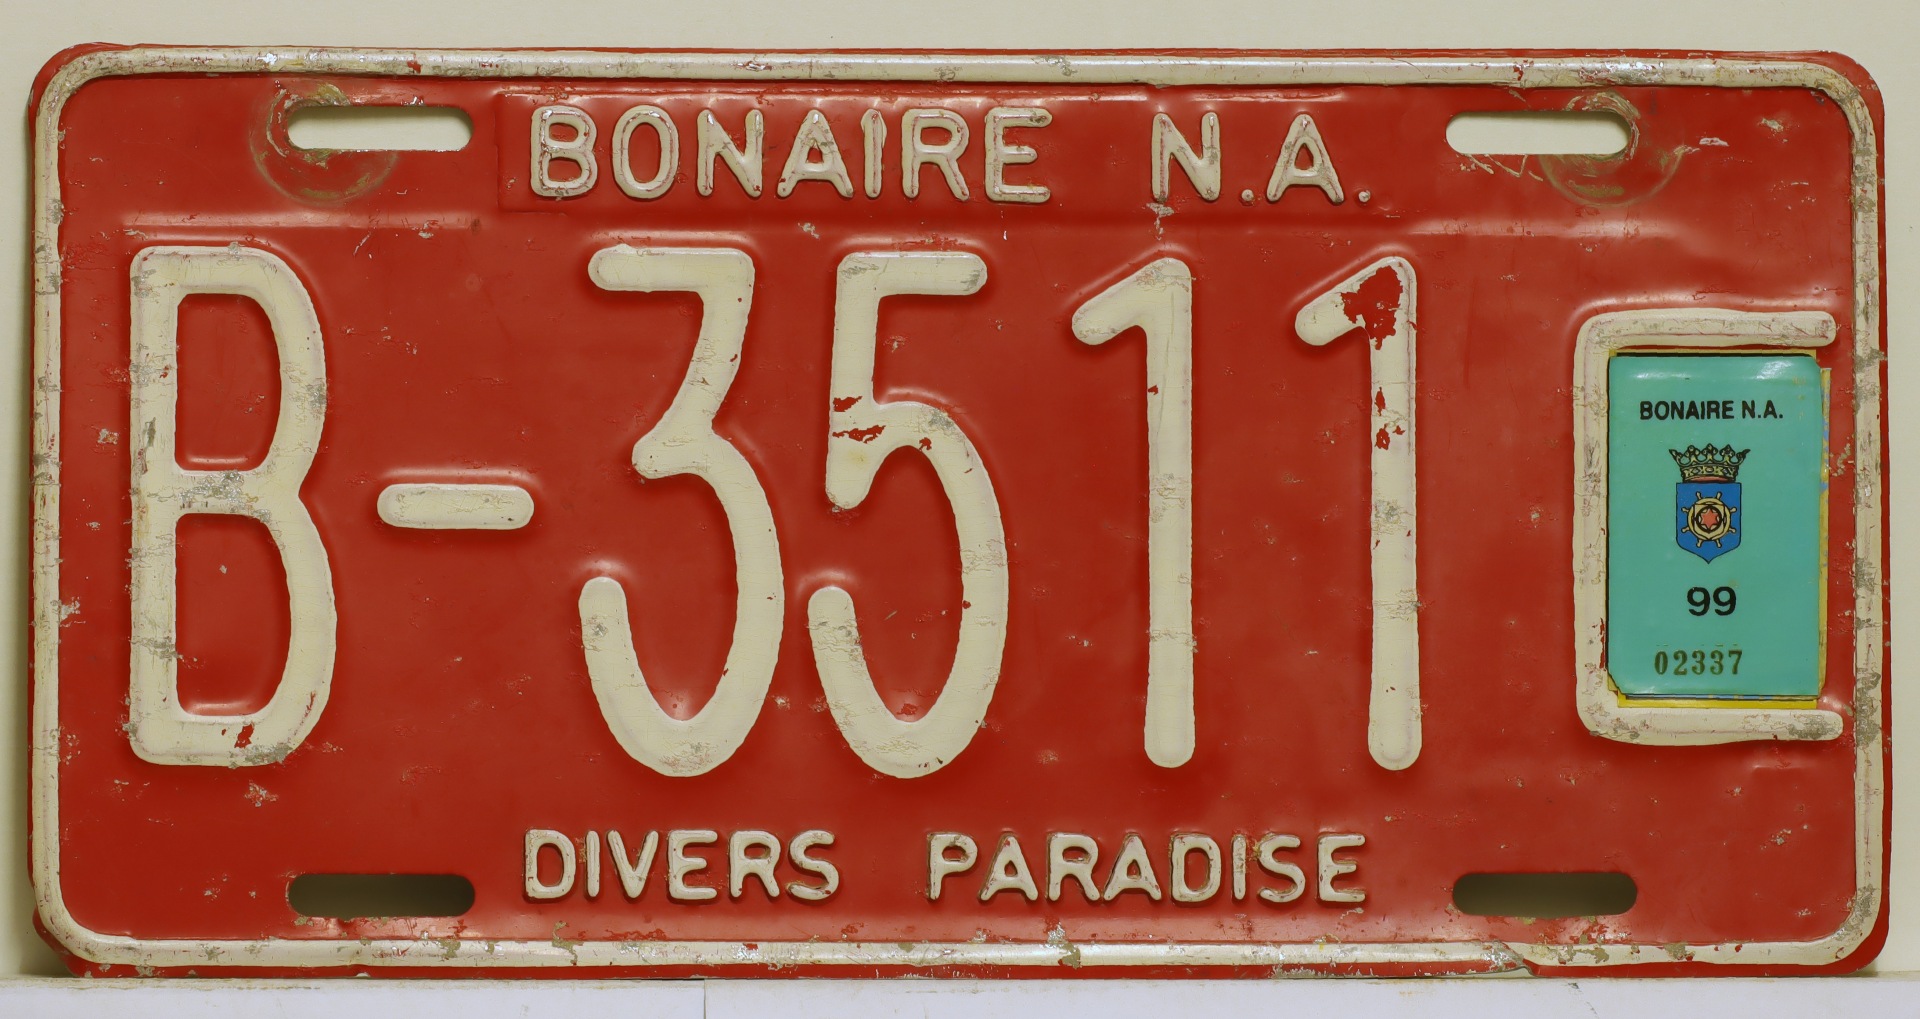 BONAIRE N.A.
B-3511
BONAIRE N.A.
99
02337
DIVERS PARADISE